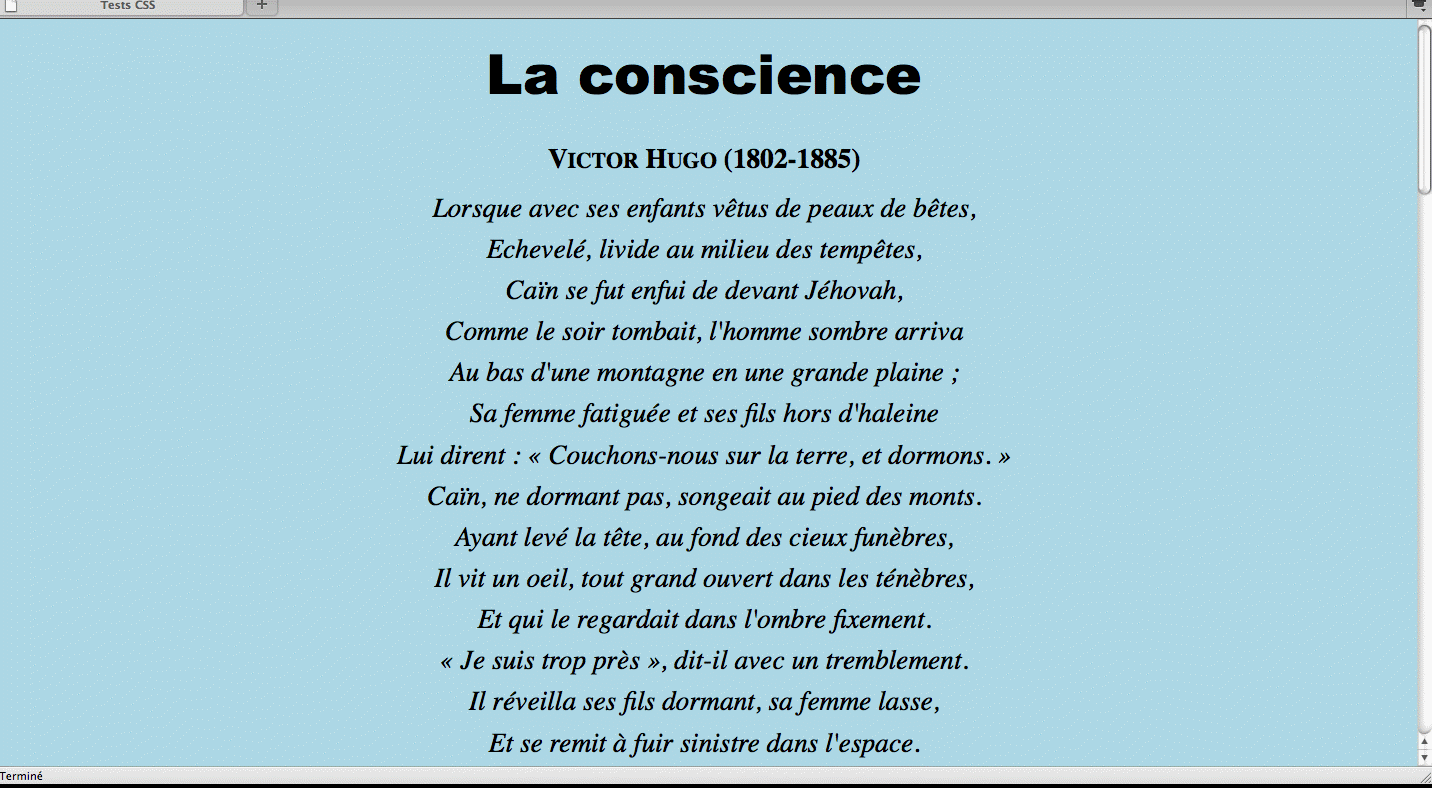 Tests CSS
La conscience
VICTOR HUGO (1802-1885)
Lorsque avec ses enfants vêtus de peaux de bêtes,
Echevelé, livide au milieu des tempêtes,
Caïn se fut enfui de devant Jéhovah,
Comme le soir tombait, l'homme sombre arriva
Au bas d'une montagne en une grande plaine ;
Sa femme fatiguée et ses fils hors d'haleine
Lui dirent : « Couchons-nous sur la terre, et dormons. »
Caïn, ne dormant pas, songeait au pied des monts.
Ayant levé la tête, au fond des cieux funèbres,
Il vit un oeil, tout grand ouvert dans les ténèbres,
Et qui le regardait dans l'ombre fixement.
« Je suis trop près », dit-il avec un tremblement.
Il réveilla ses fils dormant, sa femme lasse,
Et se remit à fuir sinistre dans l'espace.
Terminé